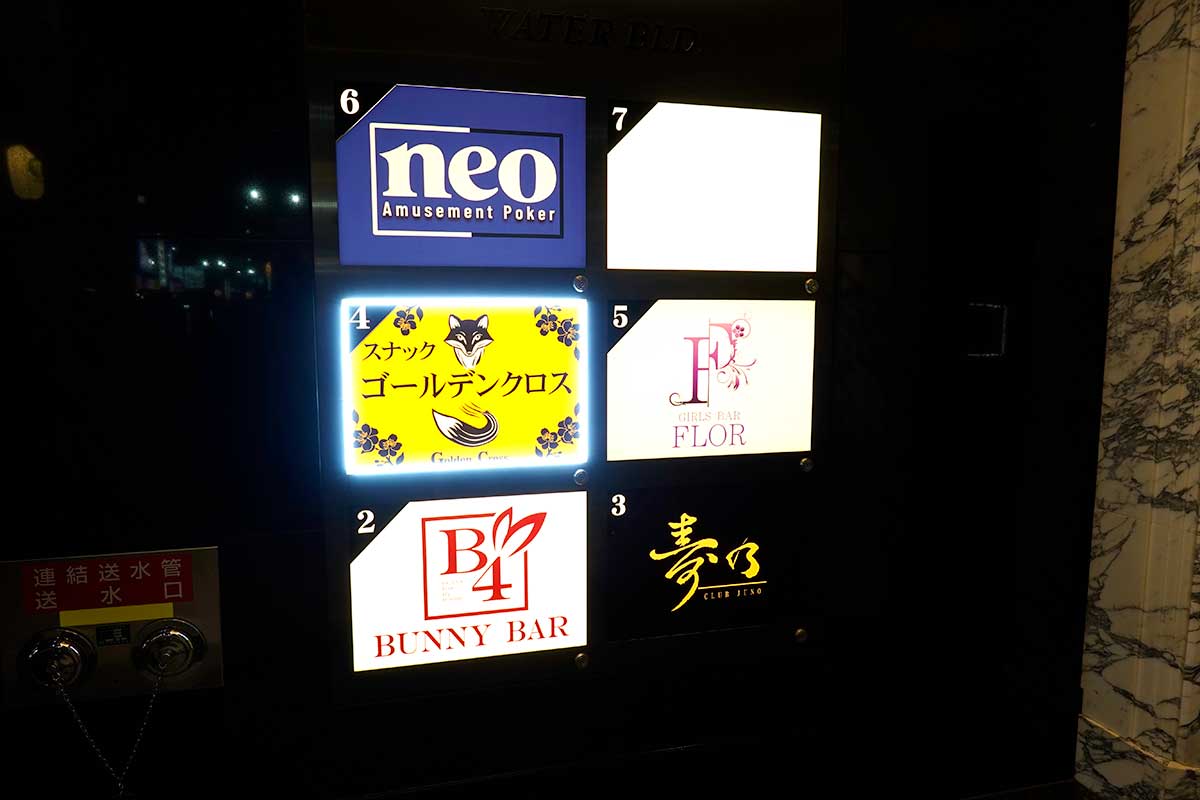 VATER BLD.
6
neo
Amusement Poker
7
4
スナック
ゴールデンクロス
Golden Cross
5
F
GIRLS BAR
FLOR
2
B4
BUNNY BAR
3
寿乃
CLUB JUNO
連結送水管
送水口